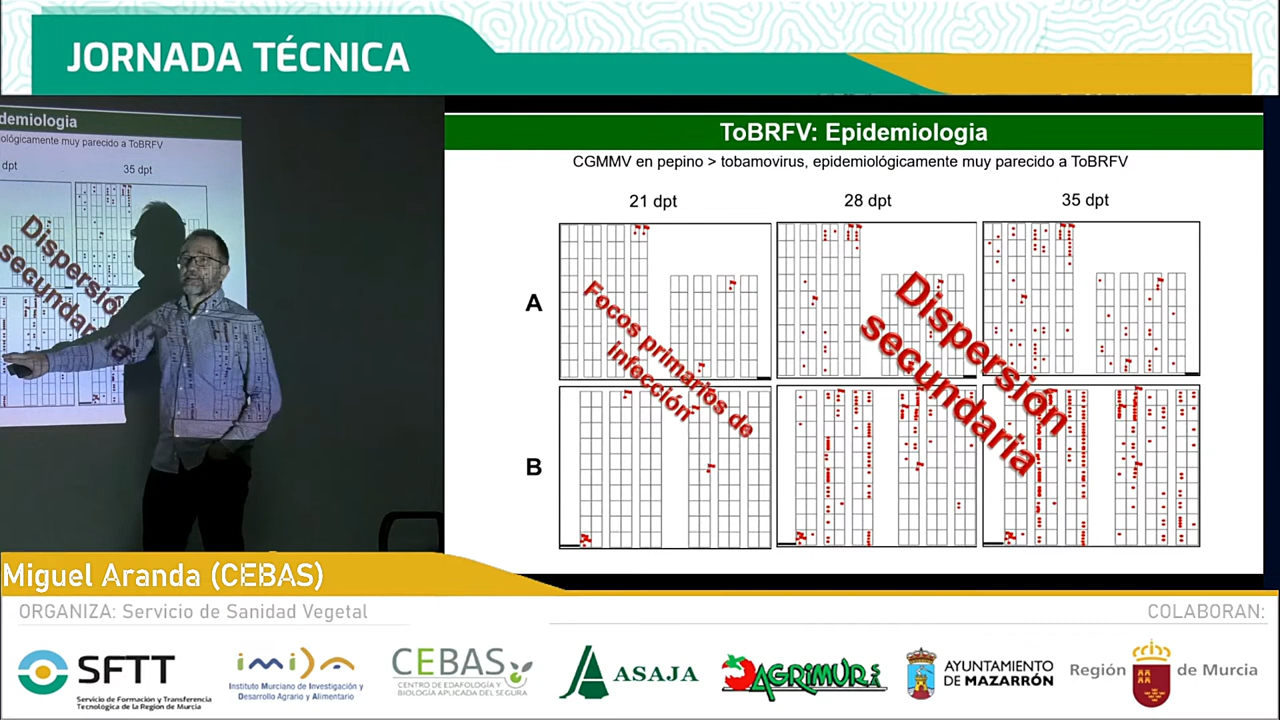 JORNADA TÉCNICA
demiologia
ológicamente muy parecido a ToBRFV
dpt
35 dpt
Dispersión
secundaria
ToBRFV: Epidemiologia
CGMMV en pepino > tobamovirus, epidemiológicamente muy parecido a ToBRFV
21 dpt
28 dpt
35 dpt
A
B
Focos primarios de
infección
Dispersión
secundaria
Miguel Aranda (CEBAS)
ORGANIZA: Servicio de Sanidad Vegetal
COLABORAN:
SFTT
Servicio de Formación y Transferencia
Tecnológica de la Región de Murcia
imida
Instituto Murciano de Investigación y
Desarrollo Agrario y Alimentario
CEBAS
CENTRO DE EDAFOLOGÍA Y
BIOLOGÍA APLICADA DEL SEGURA
ASAJA
AGRIMUR
AYUNTAMIENTO
DE MAZARRÓN
Región de Murcia